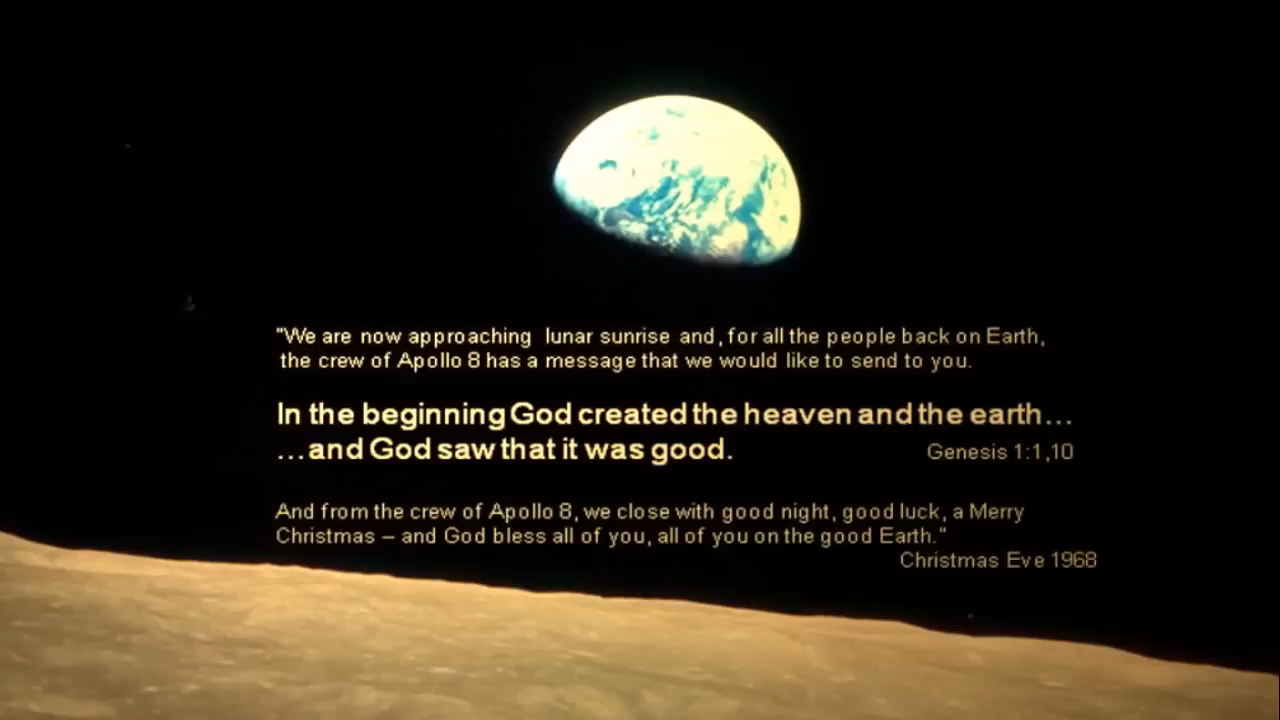 "We are now approaching lunar sunrise and, for all the people back on Earth,
the crew of Apollo 8 has a message that we would like to send to you.
In the beginning God created the heaven and the earth...
...and God saw that it was good.
Genesis 1:1,10
And from the crew of Apollo 8, we close with good night, good luck, a Merry
Christmas – and God bless all of you, all of you on the good Earth."
Christmas Eve 1968